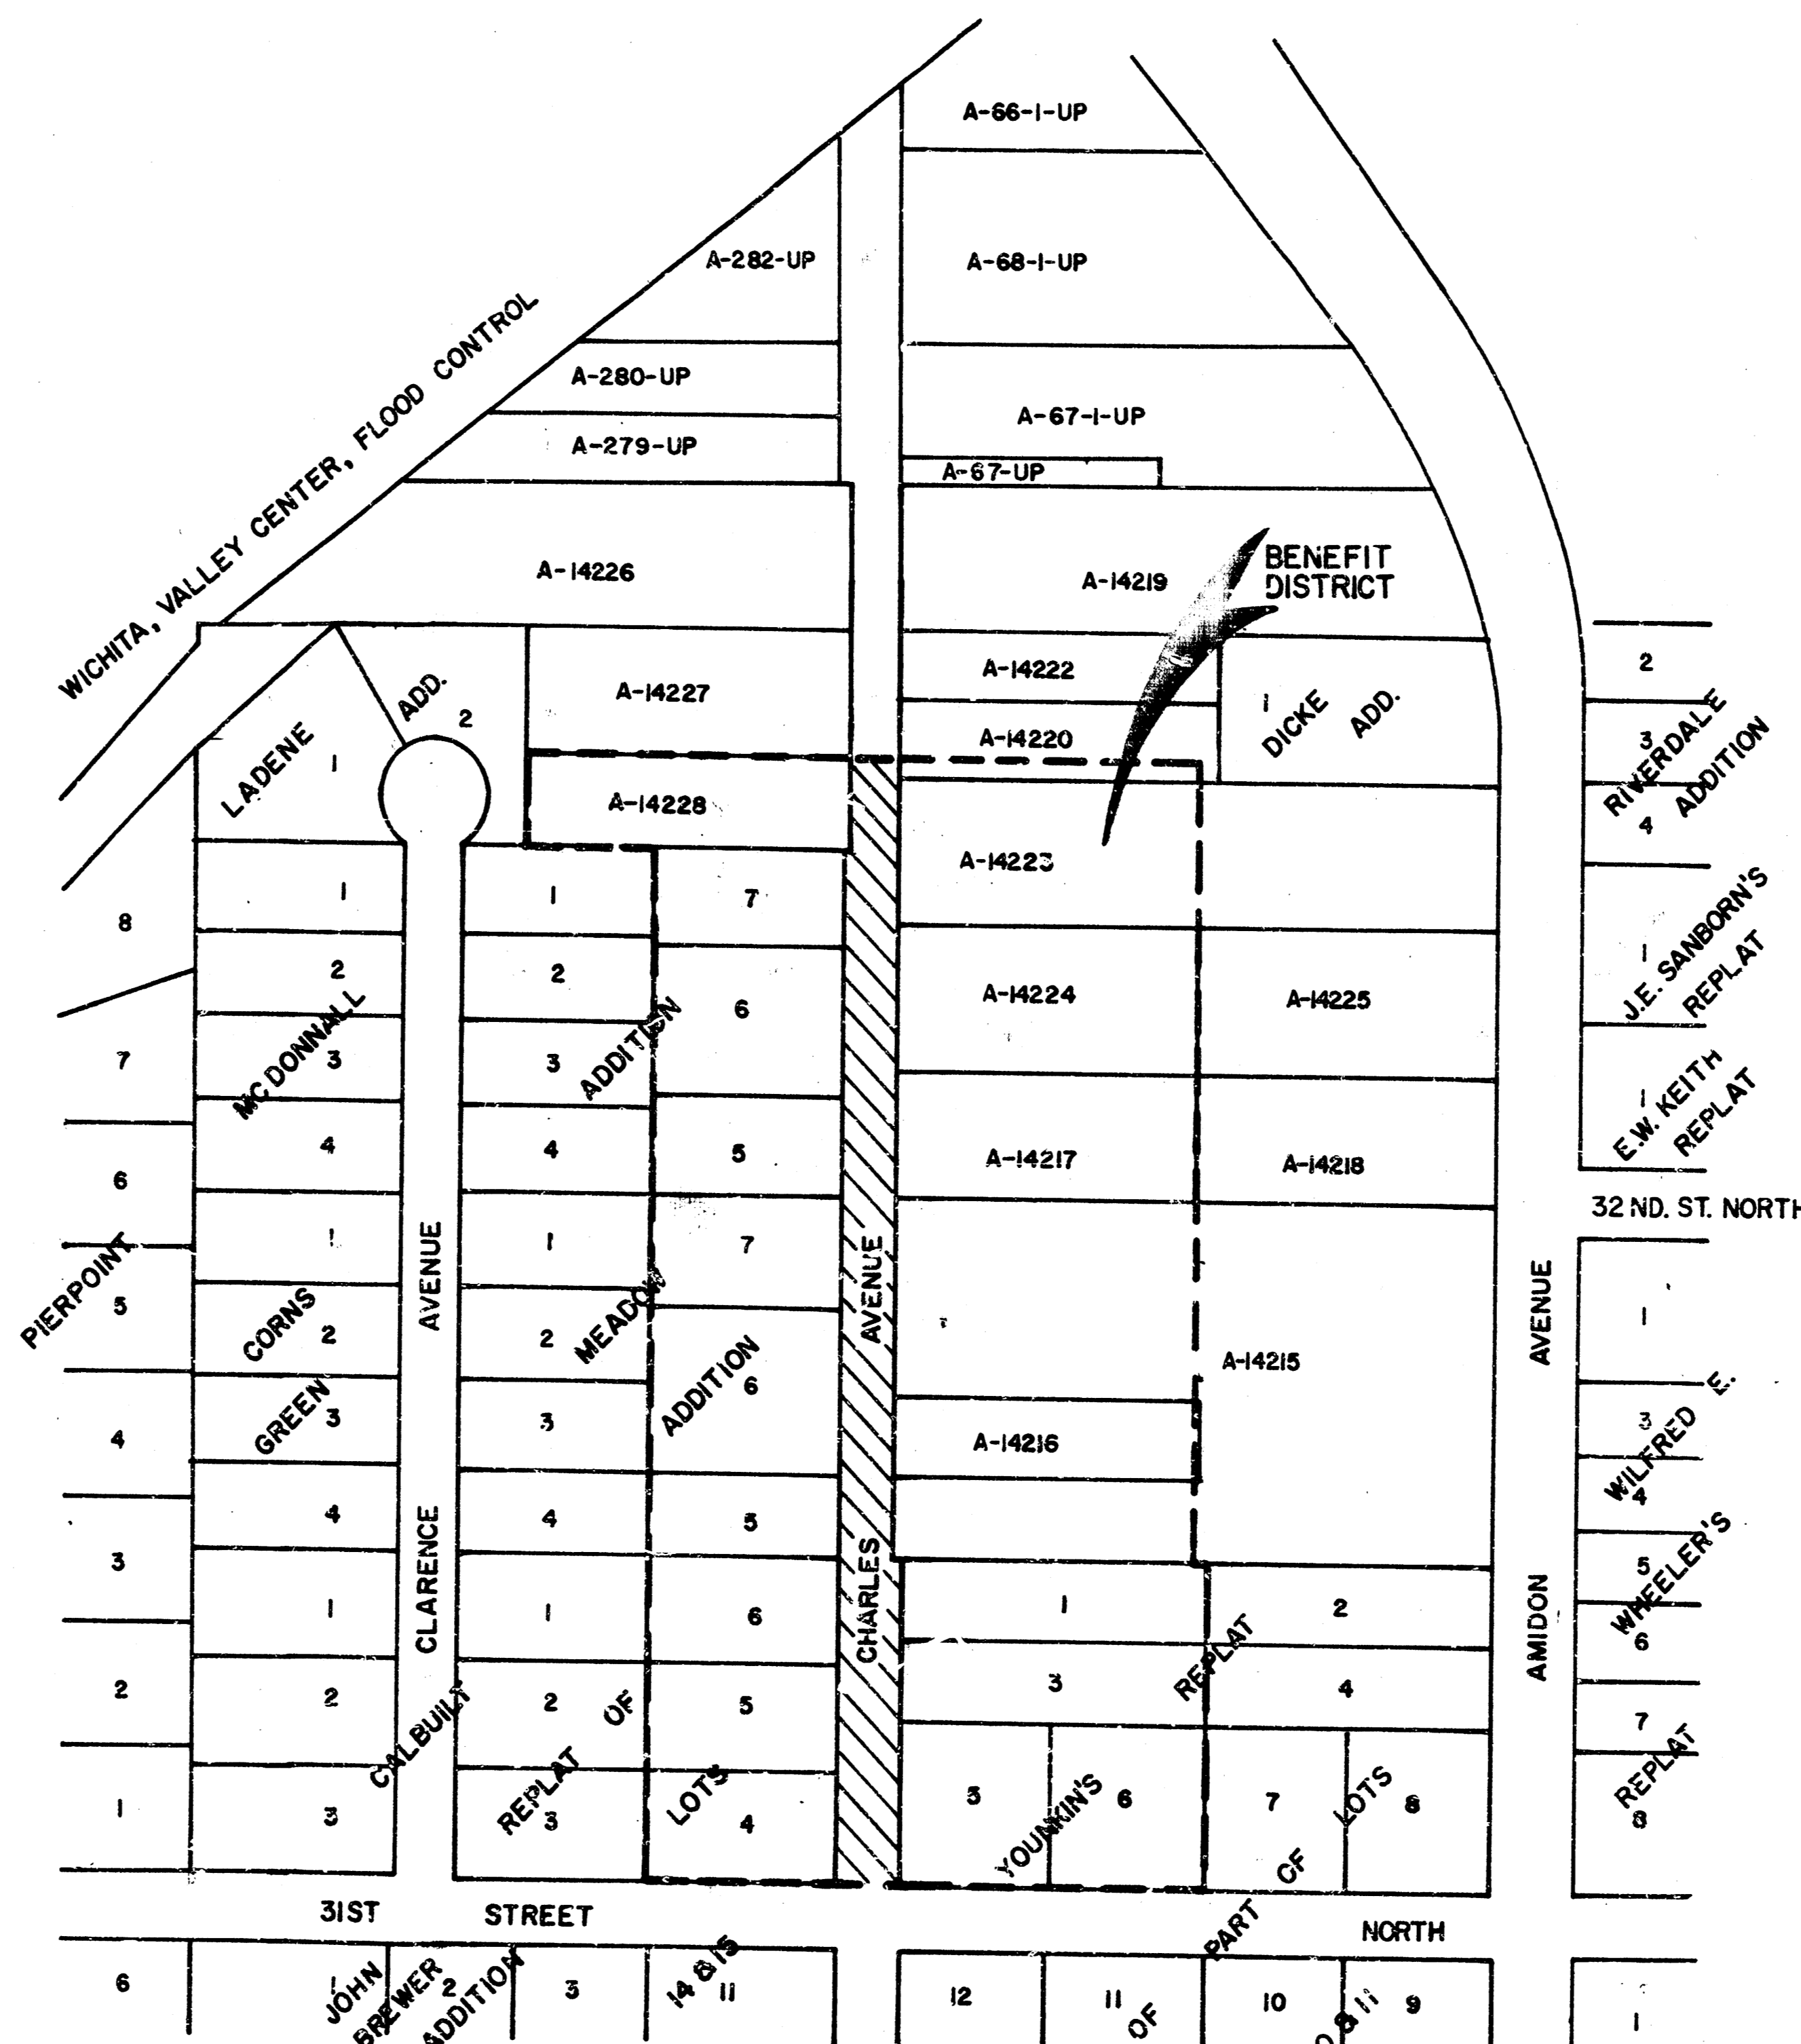 A-66-1-UP
A-282-UP
A-68-1-UP
WICHITA, VALLEY CENTER, FLOOD CONTROL
A-280-UP
A-67-1-UP
A-279-UP
A-67-UP
A-14226
A-14219
BENEFIT
DISTRICT
A-14227
A-14222
A-14220
1
DICKE ADD.
LADENE ADD.
1
2
A-14228
A-14223
2
3
4
RIVERDALE
ADDITION
8
1
1
7
2
2
6
A-14224
A-14225
1
J.E. SANBORN'S
REPLAT
MC DONNALL
ADDITION
7
3
3
1
E.W. KEITH
REPLAT
6
4
4
5
A-14217
A-14218
32 ND. ST. NORTH
PIERPOINT
1
1
7
5
CORNS
2
2
MEADOW
6
ADDITION
A-14215
1
GREEN
4
3
3
A-14216
3
4
4
5
4
WILFRED E.
WHEELER'S
REPLAT
3
CLARENCE AVENUE
CHARLES AVENUE
AMIDON AVENUE
1
1
6
1
2
5
6
2
2
2
5
3
4
7
CALBUILT
REPLAT OF
LOTS
14 & 15
1
3
3
4
5
6
7
8
8
YOUNKIN'S
REPLAT
PART OF
LOTS
31ST STREET NORTH
6
1
2
3
11
12
11
10
9
1
JOHN
BREWER
ADDITION
OF
& 11